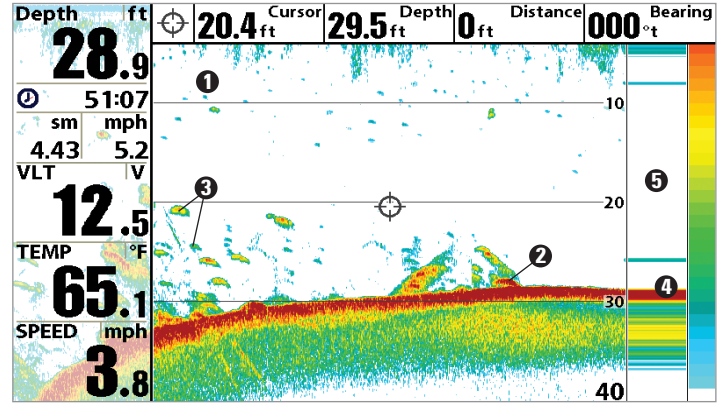 Depth ft
28.9
51:07
sm mph
4.43 5.2
VLT V
12.5
TEMP °F
65.1
SPEED mph
3.8
Cursor 20.4 ft
Depth 29.5 ft
Distance 0 ft
Bearing 000 °t
1
10
5
3
20
2
4
30
40